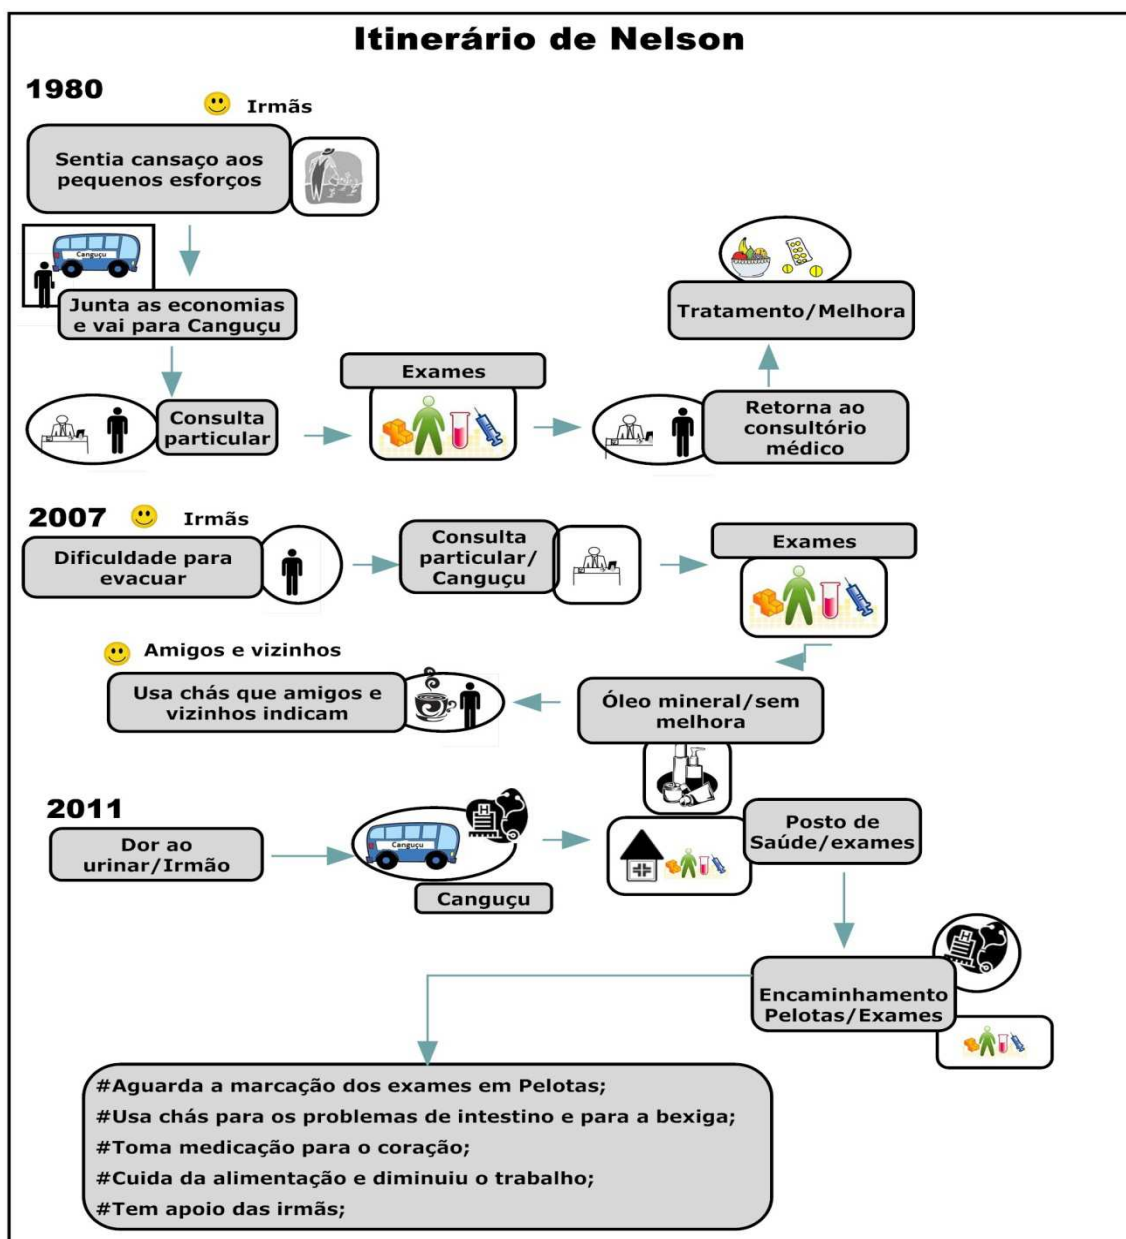 Itinerário de Nelson
1980
Irmãs
Sentia cansaço aos
pequenos esforços
Canguçu
Junta as economias
e vai para Canguçu
Consulta
particular
Exames
Retorna ao
consultório
médico
Tratamento/Melhora
2007
Irmãs
Dificuldade para
evacuar
Consulta
particular/
Canguçu
Exames
Óleo mineral/sem
melhora
Amigos e vizinhos
Usa chás que amigos e
vizinhos indicam
2011
Dor ao
urinar/Irmão
Canguçu
H
Canguçu
Posto de
Saúde/exames
H
Encaminhamento
Pelotas/Exames
#Aguarda a marcação dos exames em Pelotas;
#Usa chás para os problemas de intestino e para a bexiga;
#Toma medicação para o coração;
#Cuida da alimentação e diminuiu o trabalho;
#Tem apoio das irmãs;